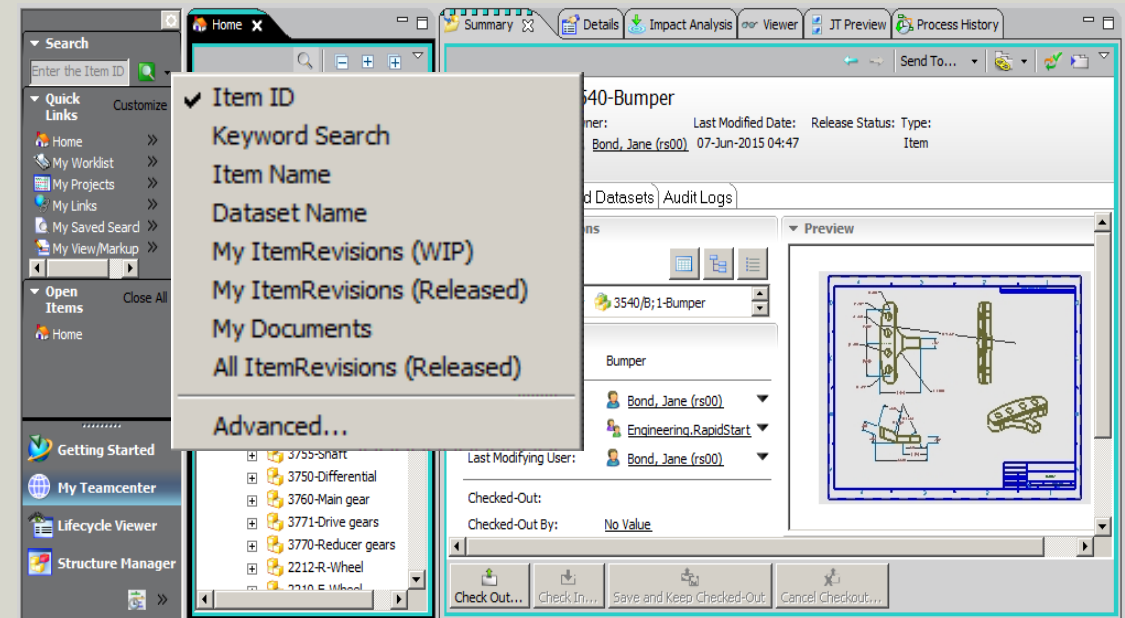 Home
Summary
Details
Impact Analysis
Viewer
JT Preview
Process History
Search
Enter the Item ID
Send To...
Quick Links
Customize
Home
My Worklist
My Projects
My Links
My Saved Searcl
My View/Markup
Open Items
Close All
Home
Item ID
Keyword Search
Item Name
Dataset Name
My ItemRevisions (WIP)
My ItemRevisions (Released)
My Documents
All ItemRevisions (Released)
Advanced...
540-Bumper
ner:
Last Modified Date:
Release Status:
Type:
Bond, Jane (rs00)
07-Jun-2015 04:47
Item
d Datasets
Audit Logs
ns
Preview
3540/B;1-Bumper
Bumper
Bond, Jane (rs00)
Engineering.RapidStart
Last Modifying User:
Bond, Jane (rs00)
Checked-Out:
Checked-Out By:
No Value
Getting Started
My Teamcenter
Lifecycle Viewer
Structure Manager
3755-Shaft
3750-Differential
3760-Main gear
3771-Drive gears
3770-Reducer gears
2212-R-Wheel
Check Out...
Check In...
Save and Keep Checked-Out
Cancel Checkout...